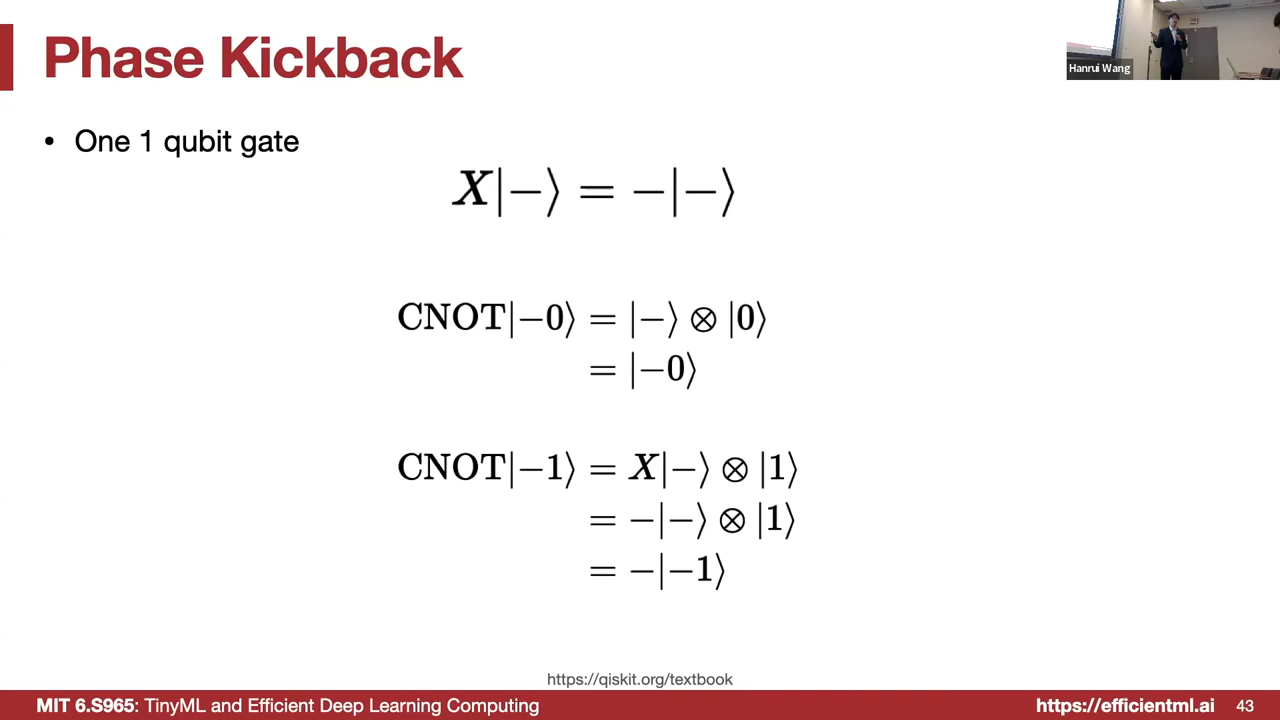 Phase Kickback
Hanrui Wang
• One 1 qubit gate
X|−⟩ = −|−⟩
CNOT|−0⟩ = |−⟩ ⊗ |0⟩
= |−0⟩
CNOT|−1⟩ = X|−⟩ ⊗ |1⟩
= −|−⟩ ⊗ |1⟩
= −|−1⟩
https://qiskit.org/textbook
MIT 6.S965: TinyML and Efficient Deep Learning Computing
https://efficientml.ai
43